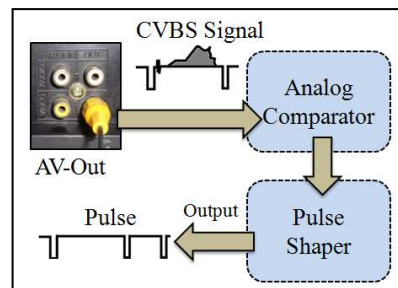 CVBS Signal
AV-Out
Analog
Comparator
Pulse
Shaper
Output
Pulse